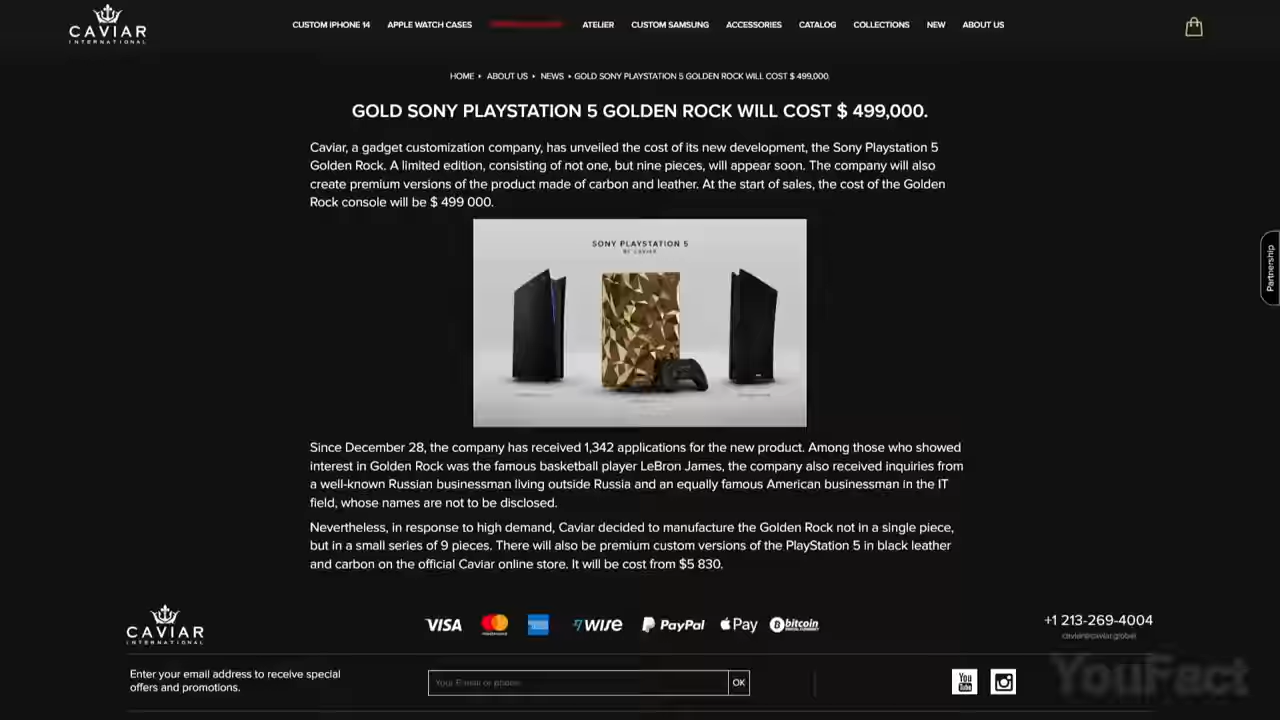 CAVIAR
INTERNATIONAL
CUSTOM IPHONE 14
APPLE WATCH CASES
ATELIER
CUSTOM SAMSUNG
ACCESSORIES
CATALOG
COLLECTIONS
NEW
ABOUT US
HOME • ABOUT US • NEWS • GOLD SONY PLAYSTATION 5 GOLDEN ROCK WILL COST $ 499,000.
GOLD SONY PLAYSTATION 5 GOLDEN ROCK WILL COST $ 499,000.
Caviar, a gadget customization company, has unveiled the cost of its new development, the Sony Playstation 5
Golden Rock. A limited edition, consisting of not one, but nine pieces, will appear soon. The company will also
create premium versions of the product made of carbon and leather. At the start of sales, the cost of the Golden
Rock console will be $ 499 000.
SONY PLAYSTATION 5
BY CAVIAR
Partnership
Since December 28, the company has received 1,342 applications for the new product. Among those who showed
interest in Golden Rock was the famous basketball player LeBron James, the company also received inquiries from
a well-known Russian businessman living outside Russia and an equally famous American businessman in the IT
field, whose names are not to be disclosed.
Nevertheless, in response to high demand, Caviar decided to manufacture the Golden Rock not in a single piece,
but in a small series of 9 pieces. There will also be premium custom versions of the PlayStation 5 in black leather
and carbon on the official Caviar online store. It will be cost from $5 830.
CAVIAR
INTERNATIONAL
VISA
WISE
PayPal
Pay
bitcoin
+1 213-269-4004
caviar@caviar.global
Enter your email address to receive special
offers and promotions.
Your E-mail or phone
OK
You
Tube
YouFact